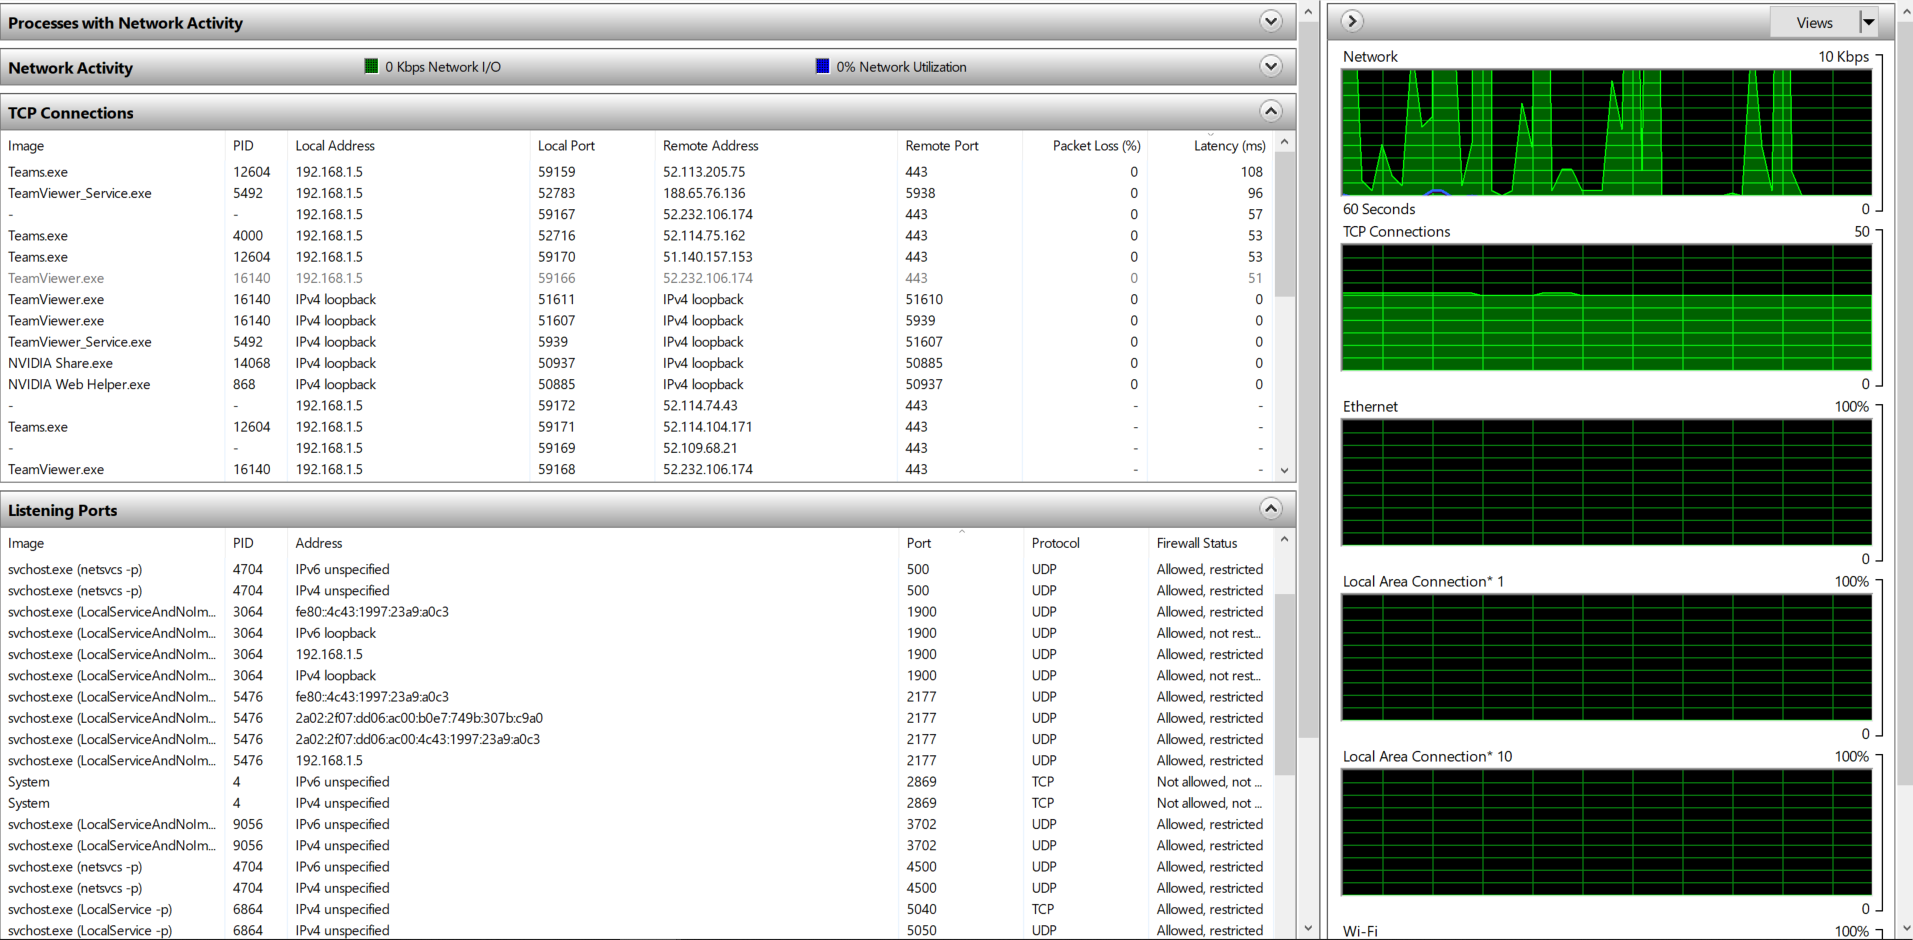 Processes with Network Activity
Network Activity 0 Kbps Network I/O 0% Network Utilization
TCP Connections
Image PID Local Address Local Port Remote Address Remote Port Packet Loss (%) Latency (ms)
Teams.exe 12604 192.168.1.5 59159 52.113.205.75 443 0 108
TeamViewer_Service.exe 5492 192.168.1.5 52783 188.65.76.136 5938 0 96
- - 192.168.1.5 59167 52.232.106.174 443 0 57
Teams.exe 4000 192.168.1.5 52716 52.114.75.162 443 0 53
Teams.exe 12604 192.168.1.5 59170 51.140.157.153 443 0 53
TeamViewer.exe 16140 192.168.1.5 59166 52.232.106.174 443 0 51
TeamViewer.exe 16140 IPv4 loopback 51611 IPv4 loopback 51610 0 0
TeamViewer.exe 16140 IPv4 loopback 51607 IPv4 loopback 5939 0 0
TeamViewer_Service.exe 5492 IPv4 loopback 5939 IPv4 loopback 51607 0 0
NVIDIA Share.exe 14068 IPv4 loopback 50937 IPv4 loopback 50885 0 0
NVIDIA Web Helper.exe 868 IPv4 loopback 50885 IPv4 loopback 50937 0 0
- - 192.168.1.5 59172 52.114.74.43 443 - -
Teams.exe 12604 192.168.1.5 59171 52.114.104.171 443 - -
- - 192.168.1.5 59169 52.109.68.21 443 - -
TeamViewer.exe 16140 192.168.1.5 59168 52.232.106.174 443 - -
Listening Ports
Image PID Address Port Protocol Firewall Status
svchost.exe (netsvcs -p) 4704 IPv6 unspecified 500 UDP Allowed, restricted
svchost.exe (netsvcs -p) 4704 IPv4 unspecified 500 UDP Allowed, restricted
svchost.exe (LocalServiceAndNoIm... 3064 fe80::4c43:1997:23a9:a0c3 1900 UDP Allowed, restricted
svchost.exe (LocalServiceAndNoIm... 3064 IPv6 loopback 1900 UDP Allowed, not rest...
svchost.exe (LocalServiceAndNoIm... 3064 192.168.1.5 1900 UDP Allowed, restricted
svchost.exe (LocalServiceAndNoIm... 3064 IPv4 loopback 1900 UDP Allowed, not rest...
svchost.exe (LocalServiceAndNoIm... 5476 fe80::4c43:1997:23a9:a0c3 2177 UDP Allowed, restricted
svchost.exe (LocalServiceAndNoIm... 5476 2a02:2f07:dd06:ac00:b0e7:749b:307b:c9a0 2177 UDP Allowed, restricted
svchost.exe (LocalServiceAndNoIm... 5476 2a02:2f07:dd06:ac00:4c43:1997:23a9:a0c3 2177 UDP Allowed, restricted
svchost.exe (LocalServiceAndNoIm... 5476 192.168.1.5 2177 UDP Allowed, restricted
System 4 IPv6 unspecified 2869 TCP Not allowed, not ...
System 4 IPv4 unspecified 2869 TCP Not allowed, not ...
svchost.exe (LocalServiceAndNoIm... 9056 IPv6 unspecified 3702 UDP Allowed, restricted
svchost.exe (LocalServiceAndNoIm... 9056 IPv4 unspecified 3702 UDP Allowed, restricted
svchost.exe (netsvcs -p) 4704 IPv6 unspecified 4500 UDP Allowed, restricted
svchost.exe (netsvcs -p) 4704 IPv4 unspecified 4500 UDP Allowed, restricted
svchost.exe (LocalService -p) 6864 IPv4 unspecified 5040 TCP Allowed, restricted
svchost.exe (LocalService -p) 6864 IPv4 unspecified 5050 UDP Allowed, restricted
Views
Network 10 Kbps
60 Seconds 0
TCP Connections 50
0
Ethernet 100%
0
Local Area Connection* 1 100%
0
Local Area Connection* 10 100%
0
Wi-Fi 100%